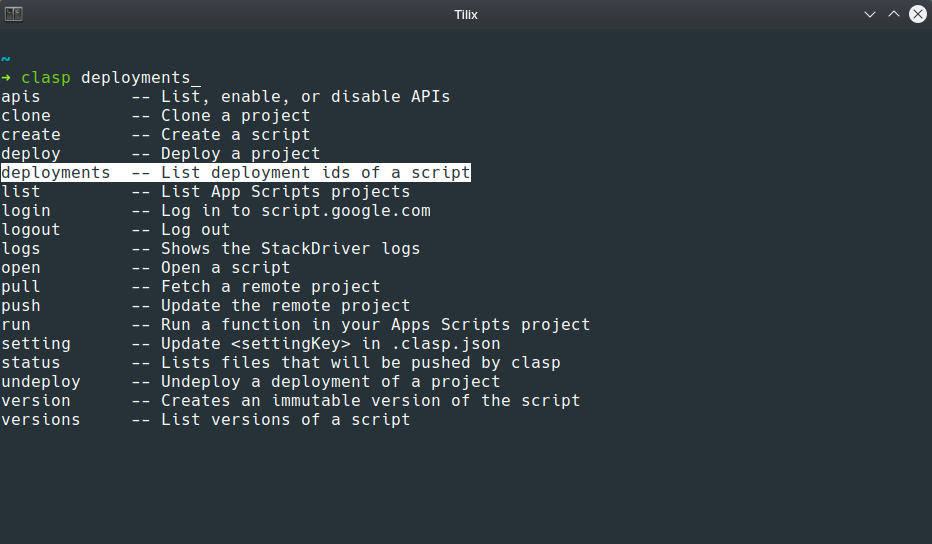 Tilix
~
➜ clasp deployments_
apis         -- List, enable, or disable APIs
clone        -- Clone a project
create       -- Create a script
deploy       -- Deploy a project
deployments  -- List deployment ids of a script
list         -- List App Scripts projects
login        -- Log in to script.google.com
logout       -- Log out
logs         -- Shows the StackDriver logs
open         -- Open a script
pull         -- Fetch a remote project
push         -- Update the remote project
run          -- Run a function in your Apps Scripts project
setting      -- Update <settingKey> in .clasp.json
status       -- Lists files that will be pushed by clasp
undeploy     -- Undeploy a deployment of a project
version      -- Creates an immutable version of the script
versions     -- List versions of a script